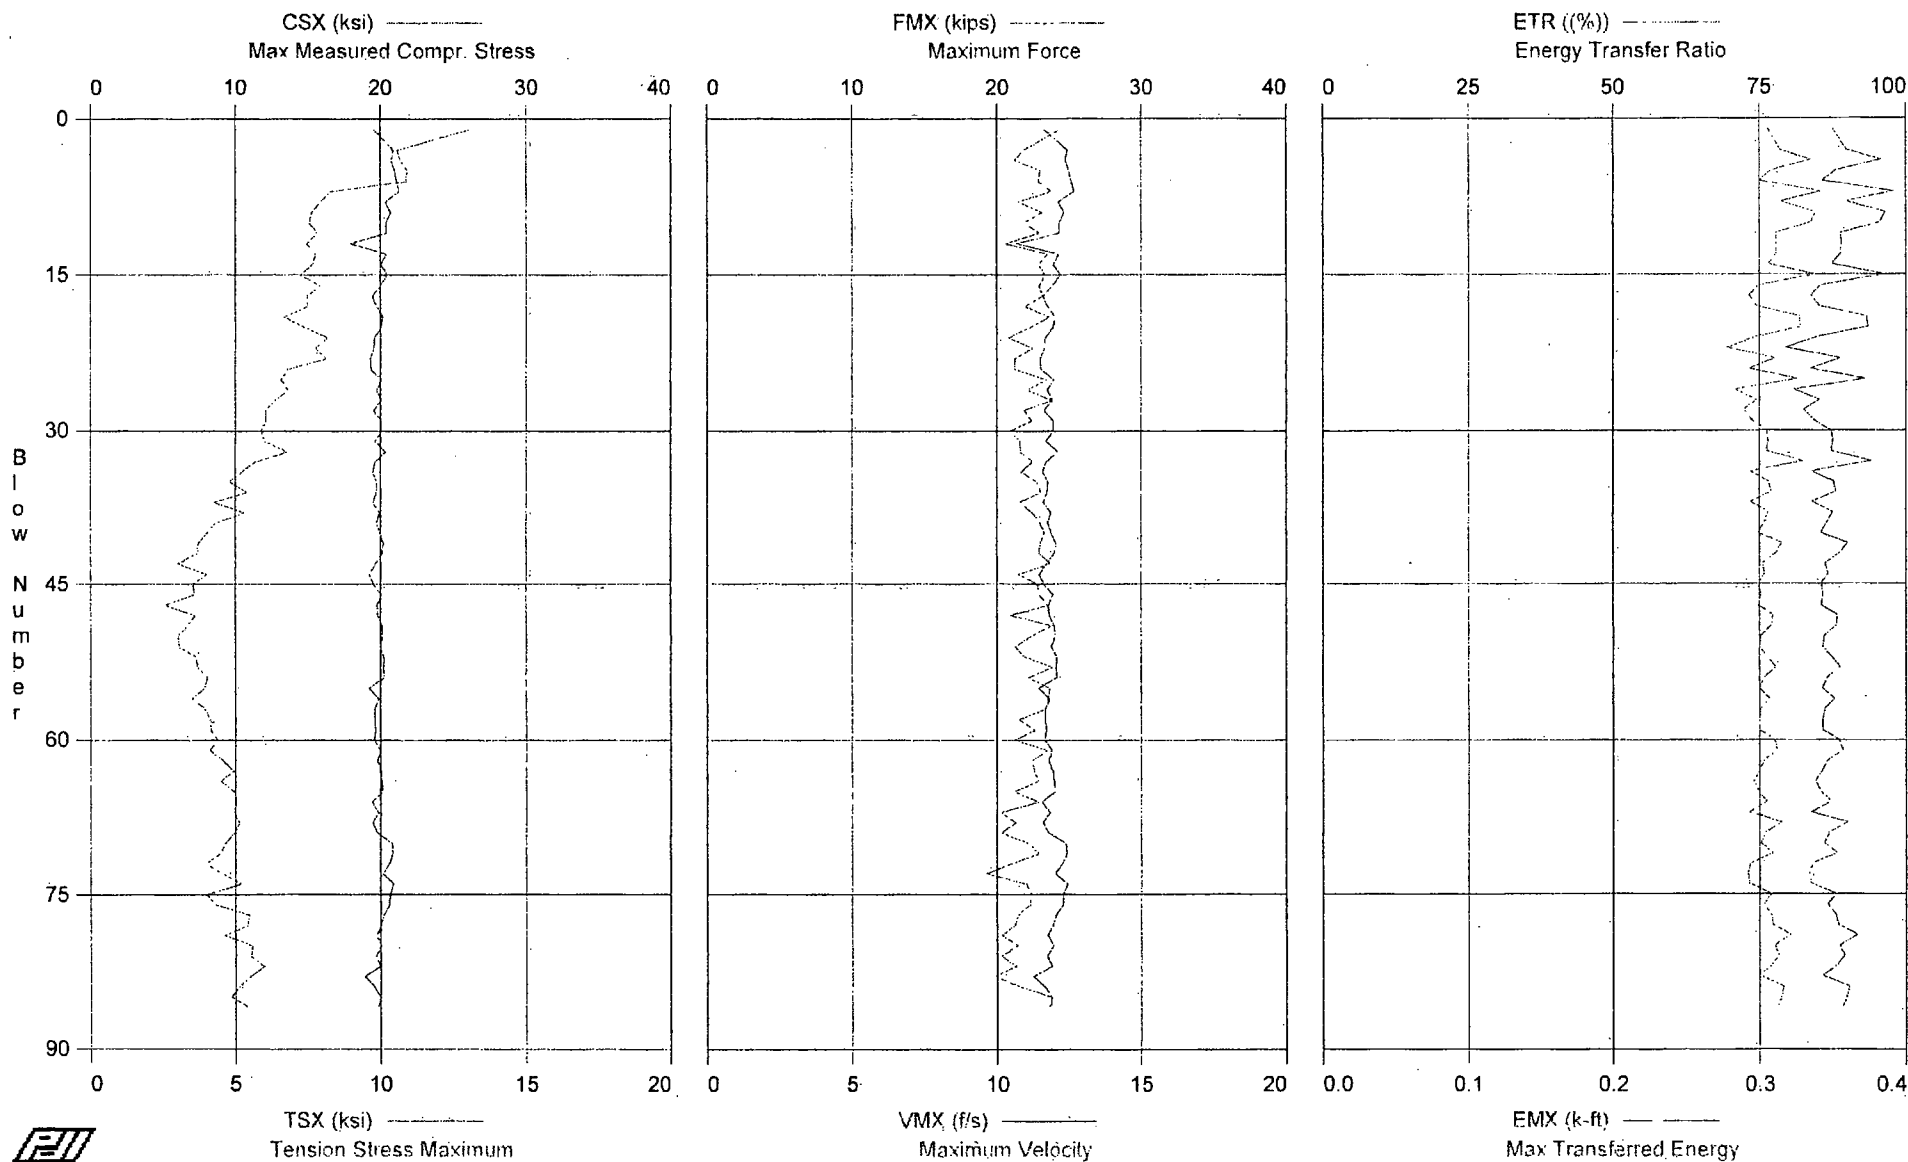 CSX (ksi)
Max Measured Compr. Stress
FMX (kips)
Maximum Force
ETR ((%))
Energy Transfer Ratio
0 10 20 30 40
0 10 20 30 40
0 25 50 75 100
0
15
30
45
60
75
90
Blow Number
0 5 10 15 20
0 5 10 15 20
0.0 0.1 0.2 0.3 0.4
TSX (ksi)
Tension Stress Maximum
VMX (f/s)
Maximum Velocity
EMX (k-ft)
Max Transferred Energy
PDI